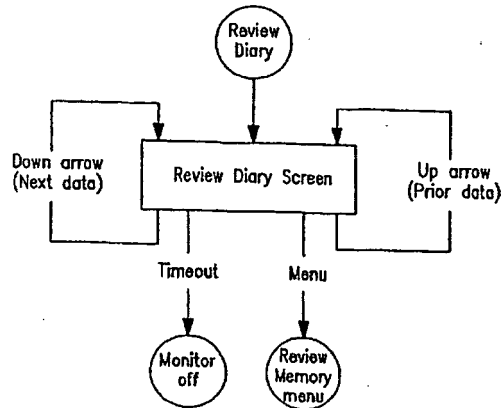 Review
Diary
Down arrow
(Next data)
Review Diary Screen
Up arrow
(Prior data)
Timeout
Menu
Monitor
off
Review
Memory
menu